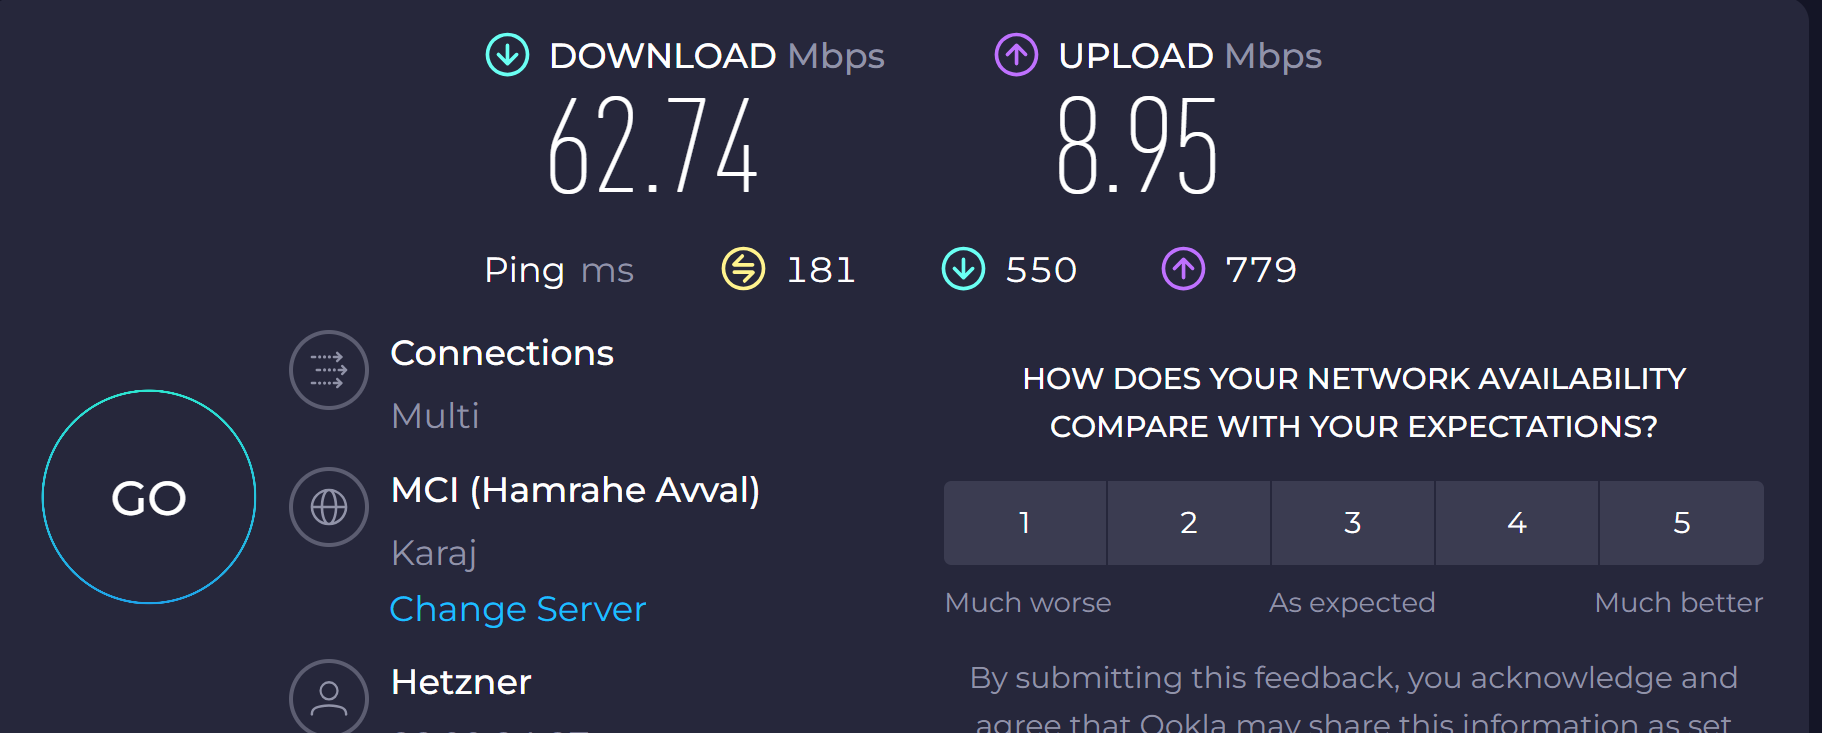 DOWNLOAD Mbps
62.74
UPLOAD Mbps
8.95
Ping ms 181 550 779
Connections
Multi
MCI (Hamrahe Avval)
Karaj
Change Server
Hetzner
GO
HOW DOES YOUR NETWORK AVAILABILITY
COMPARE WITH YOUR EXPECTATIONS?
1 2 3 4 5
Much worse As expected Much better
By submitting this feedback, you acknowledge and
agree that Ookla may share this information as set